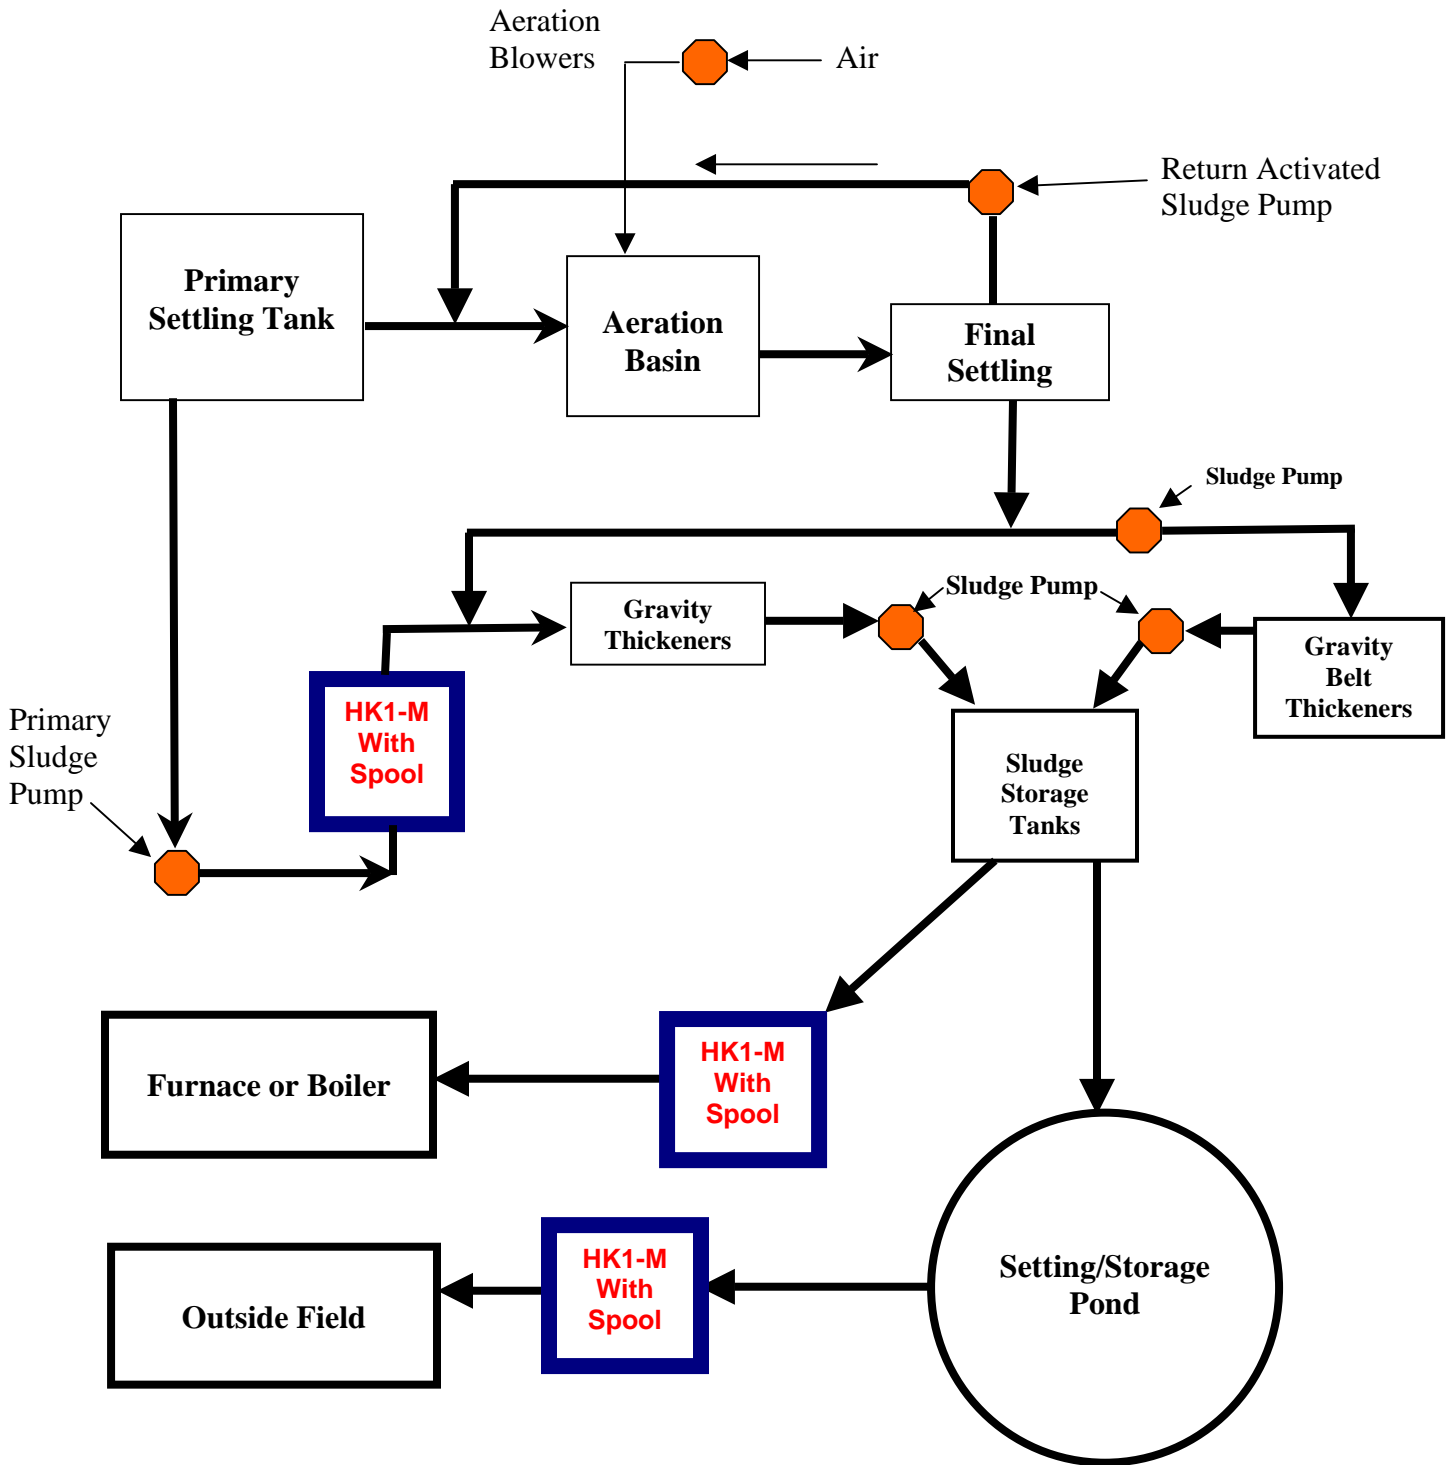 Aeration
Blowers
Air
Return Activated
Sludge Pump
Primary
Settling Tank
Aeration
Basin
Final
Settling
Sludge Pump
Sludge Pump
Gravity
Thickeners
Gravity
Belt
Thickeners
HK1-M
With
Spool
Primary
Sludge
Pump
Sludge
Storage
Tanks
HK1-M
With
Spool
Furnace or Boiler
HK1-M
With
Spool
Setting/Storage
Pond
Outside Field